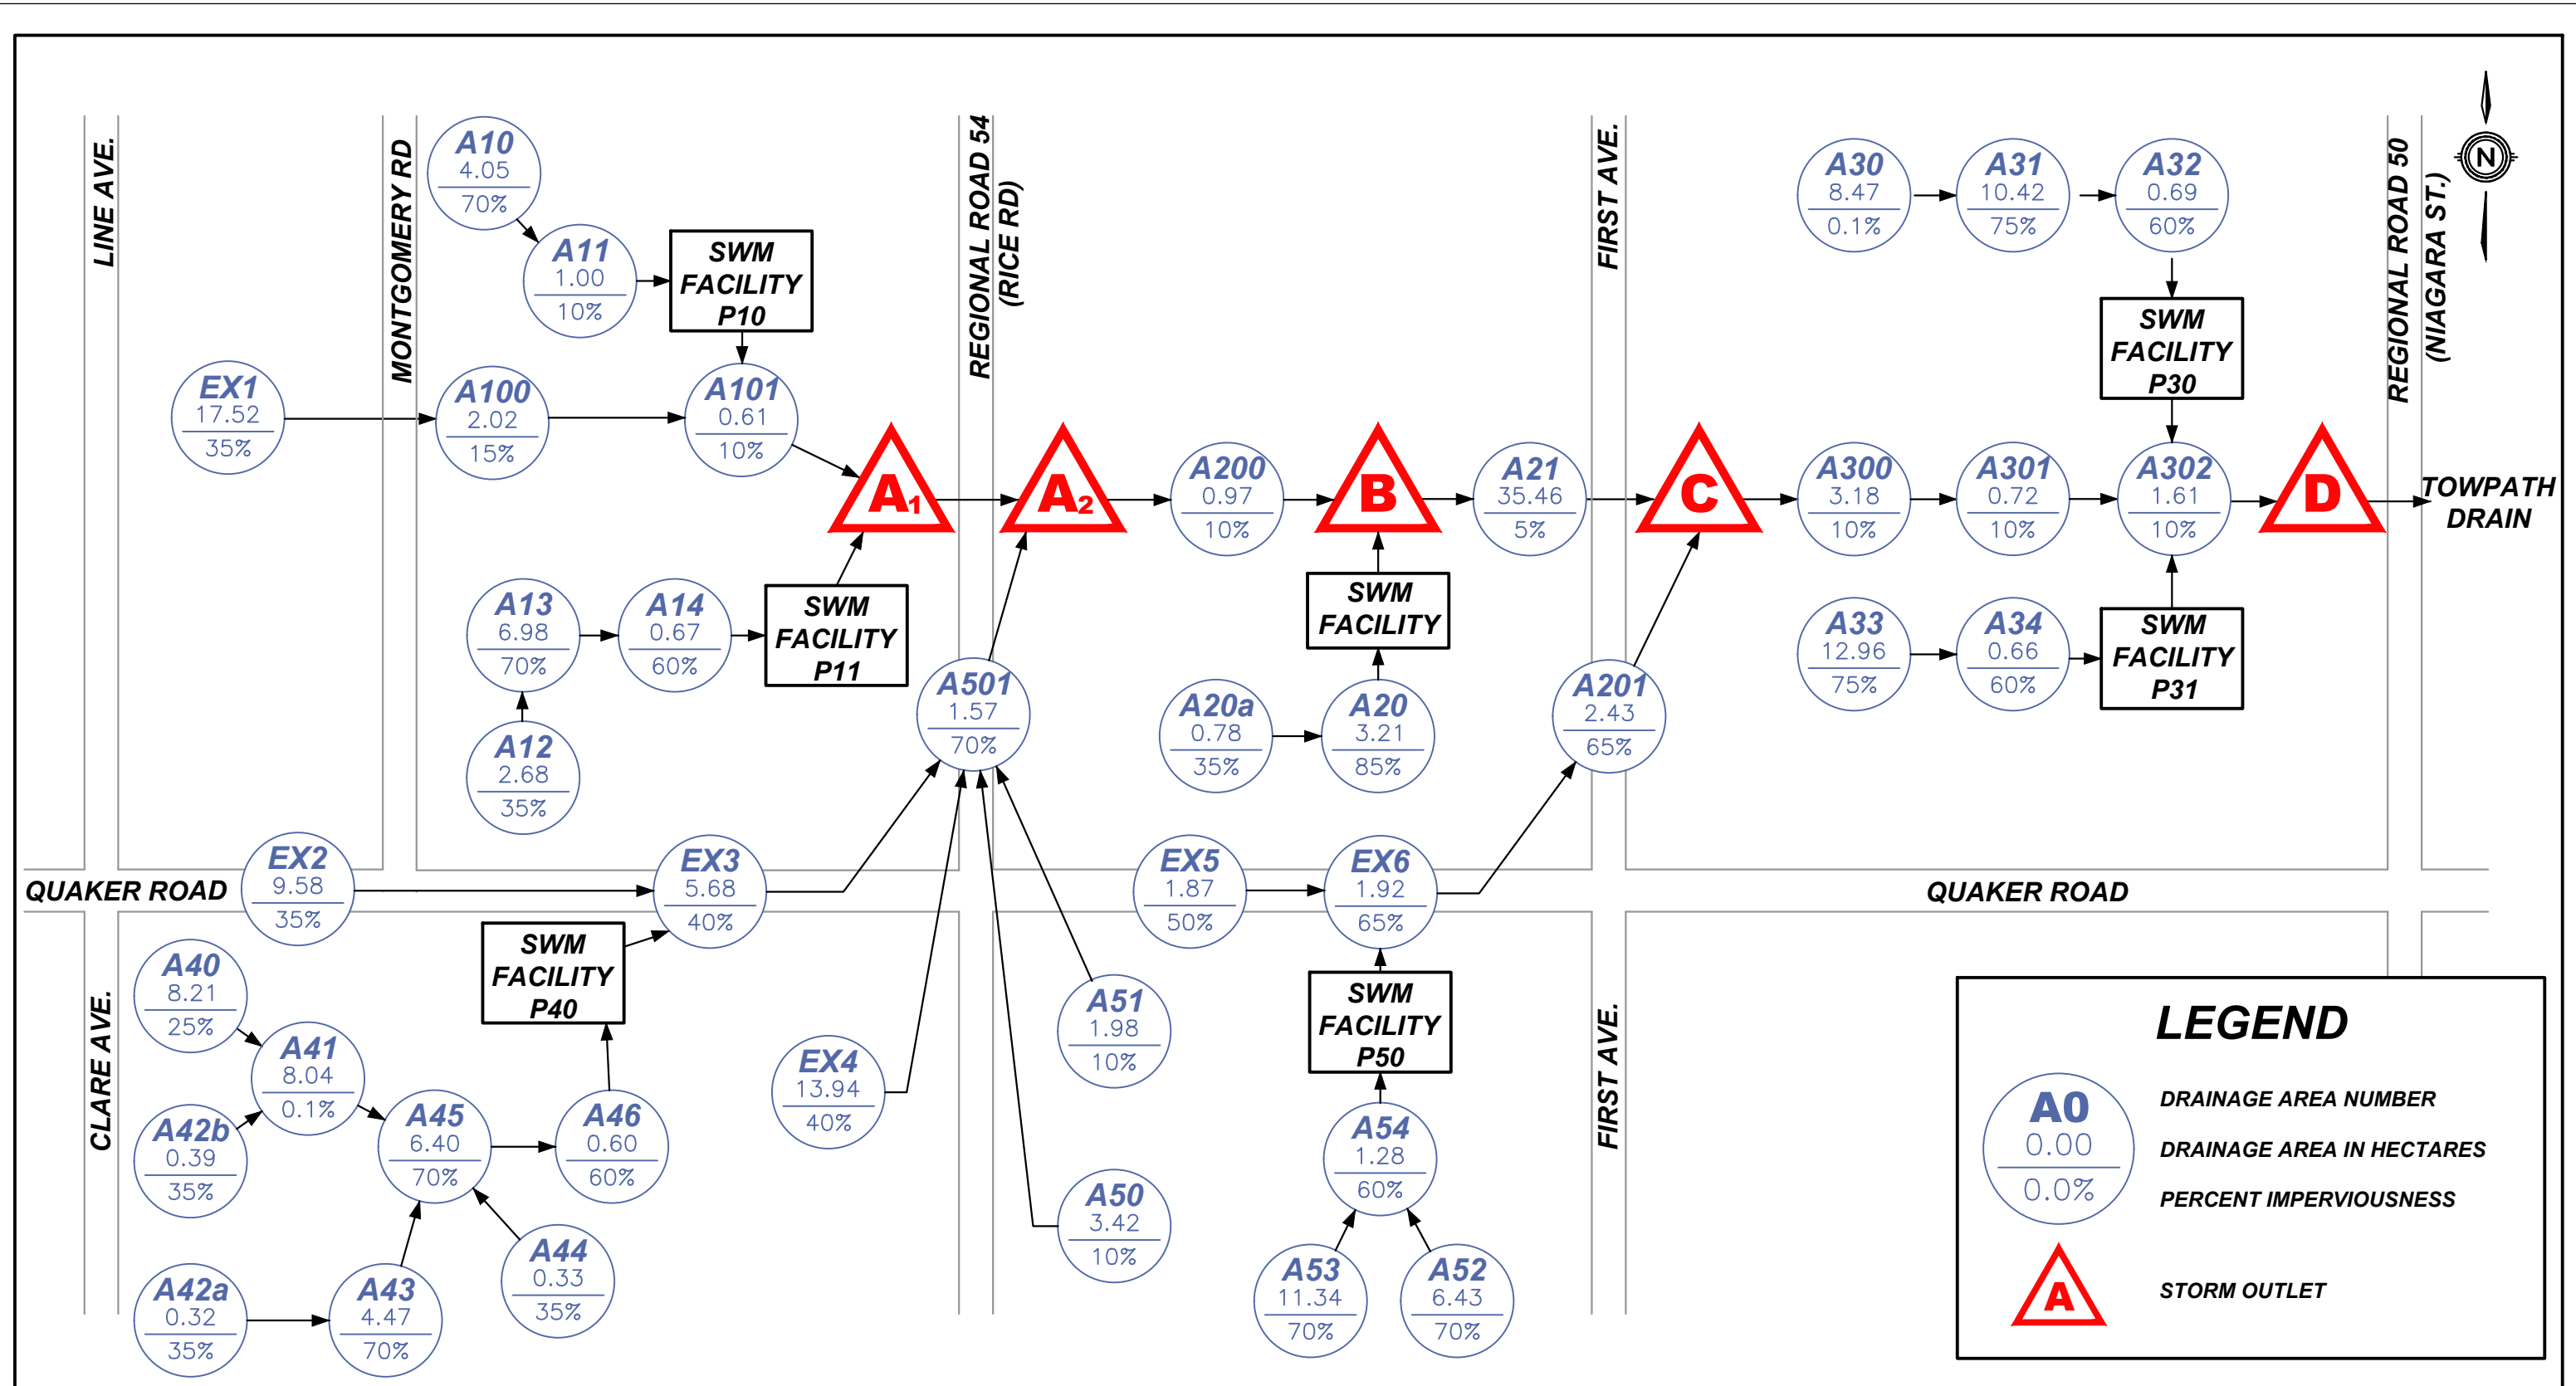 LINE AVE.
MONTGOMERY RD
REGIONAL ROAD 54
(RICE RD)
FIRST AVE.
REGIONAL ROAD 50
(NIAGARA ST.)
N
A10
4.05
70%
A11
1.00
10%
SWM
FACILITY
P10
EX1
17.52
35%
A100
2.02
15%
A101
0.61
10%
A1
A2
A200
0.97
10%
B
A21
35.46
5%
C
A30
8.47
0.1%
A31
10.42
75%
A32
0.69
60%
SWM
FACILITY
P30
A300
3.18
10%
A301
0.72
10%
A302
1.61
10%
D
TOWPATH
DRAIN
A13
6.98
70%
A14
0.67
60%
SWM
FACILITY
P11
A12
2.68
35%
A501
1.57
70%
SWM
FACILITY
A20a
0.78
35%
A20
3.21
85%
A201
2.43
65%
A33
12.96
75%
A34
0.66
60%
SWM
FACILITY
P31
QUAKER ROAD
EX2
9.58
35%
EX3
5.68
40%
EX5
1.87
50%
EX6
1.92
65%
QUAKER ROAD
CLARE AVE.
A40
8.21
25%
A41
8.04
0.1%
A42b
0.39
35%
SWM
FACILITY
P40
A45
6.40
70%
A46
0.60
60%
A42a
0.32
35%
A43
4.47
70%
A44
0.33
35%
EX4
13.94
40%
A51
1.98
10%
A50
3.42
10%
SWM
FACILITY
P50
A54
1.28
60%
A53
11.34
70%
A52
6.43
70%
FIRST AVE.
LEGEND
A0
0.00
0.0%
DRAINAGE AREA NUMBER
DRAINAGE AREA IN HECTARES
PERCENT IMPERVIOUSNESS
A
STORM OUTLET